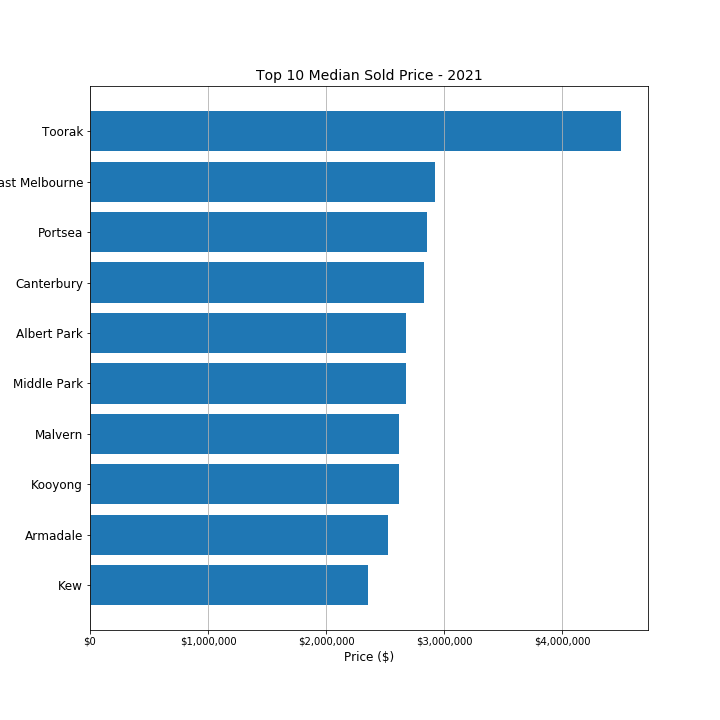 Top 10 Median Sold Price - 2021
Toorak
ast Melbourne
Portsea
Canterbury
Albert Park
Middle Park
Malvern
Kooyong
Armadale
Kew
$0 $1,000,000 $2,000,000 $3,000,000 $4,000,000
Price ($)